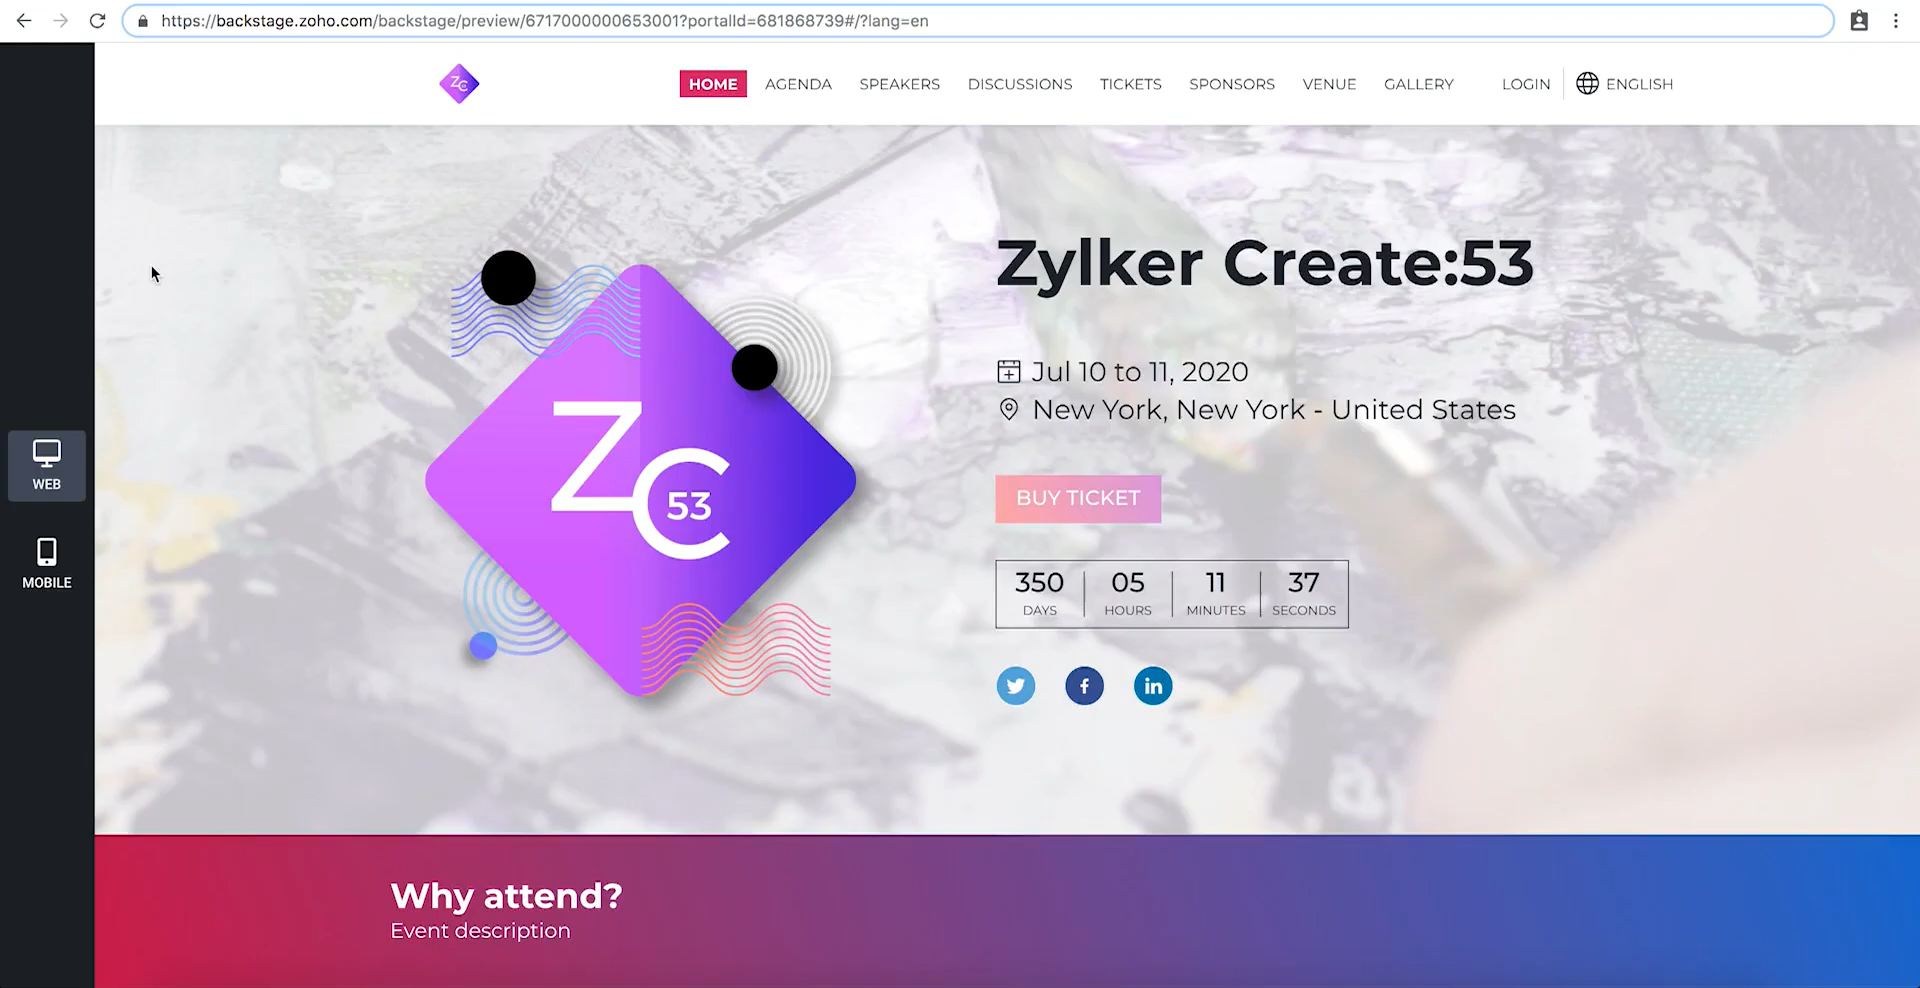 https://backstage.zoho.com/backstage/preview/6717000000653001?portalId=681868739#/?lang=en
ZC
HOME AGENDA SPEAKERS DISCUSSIONS TICKETS SPONSORS VENUE GALLERY LOGIN ENGLISH
Zylker Create:53
Jul 10 to 11, 2020
New York, New York - United States
ZC 53
WEB
MOBILE
BUY TICKET
350 05 11 37
DAYS HOURS MINUTES SECONDS
Why attend?
Event description